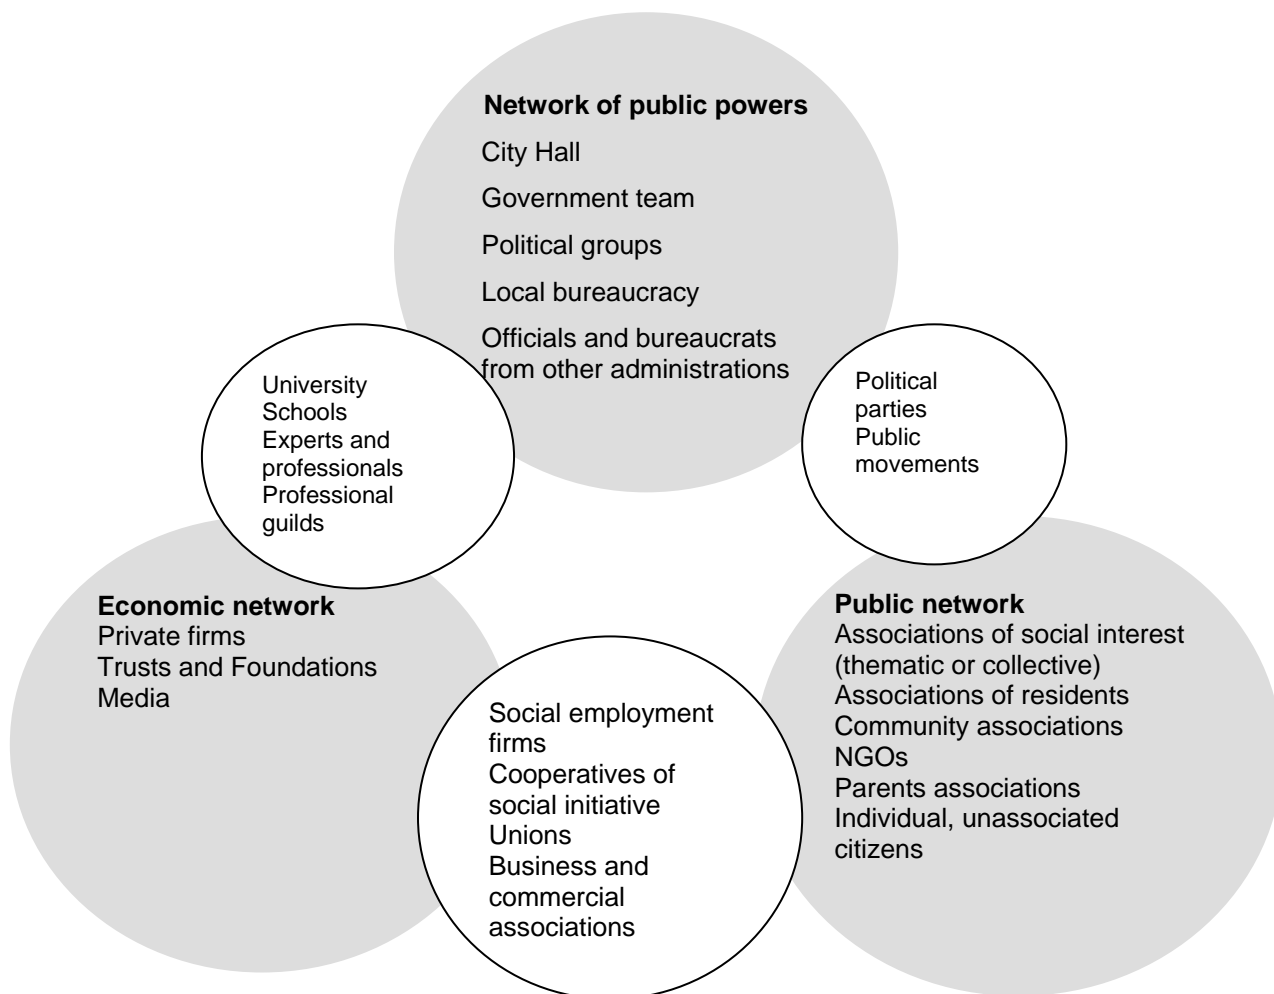 Network of public powers
City Hall
Government team
Political groups
Local bureaucracy
Officials and bureaucrats
from other administrations
University
Schools
Experts and
professionals
Professional
guilds
Political
parties
Public
movements
Economic network
Private firms
Trusts and Foundations
Media
Social employment
firms
Cooperatives of
social initiative
Unions
Business and
commercial
associations
Public network
Associations of social interest
(thematic or collective)
Associations of residents
Community associations
NGOs
Parents associations
Individual, unassociated
citizens